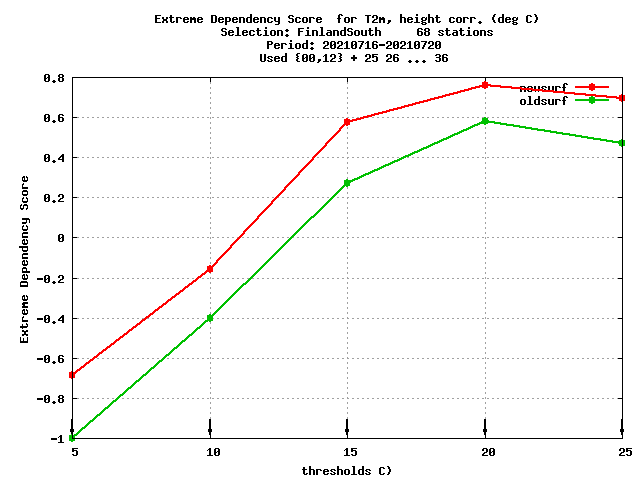 Extreme Dependency Score  for T2m, height corr. (deg C)
Selection: FinlandSouth     68 stations
Period: 20210716-20210720
Used {00,12} + 25 26 ... 36
0.8
newsurf
oldsurf
0.6
0.4
0.2
0
-0.2
-0.4
-0.6
-0.8
-1
Extreme Dependency Score
5 10 15 20 25
thresholds C)